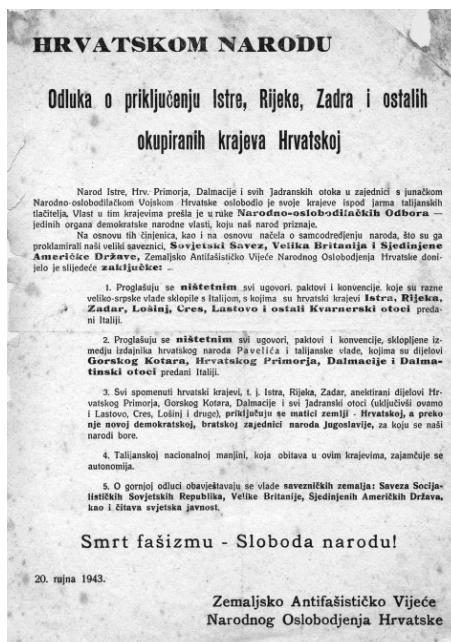 HRVATSKOM NARODU
Odluka o priključenju Istre, Rijeke, Zadra i ostalih
okupiranih krajeva Hrvatskoj
Narod Istre, Hrv. Primorja, Dalmacije i svih Jadranskih otoka u zajednici s junačkom
Narodno-oslobodilačkom Vojskom Hrvatske oslobodio je svoje krajeve ispod jarma talijanskih
tlačitelja. Vlast u tim krajevima prešla je u ruke Narodno-oslobodilačkih Odbora —
jedinih organa demokratske narodne vlasti, koju naš narod priznaje.
Na osnovu tih činjenica, kao i na osnovu načela o samoodredjenju naroda, što su ga
proklamirali naši veliki saveznici, Sovjetski Savez, Velika Britanija i Sjedinjene
Američke Države, Zemaljsko Antifašističko Vijeće Narodnog Oslobodjenja Hrvatske doni-
jelo je slijedeće zaključke: —
1. Proglašuju se ništetnim svi ugovori, paktovi i konvencije, koje su razne
veliko-srpske vlade sklopile s Italijom, s kojima su hrvatski krajevi Istra, Rijeka,
Zadar, Lošinj, Cres, Lastovo i ostali Kvarnerski otoci preda-
ni Italiji.
2. Proglašuju se ništetnim svi ugovori, paktovi i konvencije, sklopljene iz-
medju izdajnika hrvatskog naroda Pavelića i talijanske vlade, kojima su dijelovi
Gorskog Kotara, Hrvatskog Primorja, Dalmacije i Dalma-
tinski otoci predani Italiji.
3. Svi spomenuti hrvatski krajevi, t. j. Istra, Rijeka, Zadar, anektirani dijelovi Hr-
vatskog Primorja, Gorskog Kotara, Dalmacije i svi Jadranski otoci (uključivši ovamo
i Lastovo, Cres, Lošinj i druge), priključuju se matici zemlji - Hrvatskoj, a preko
nje novoj demokratskoj, bratskoj zajednici naroda Jugoslavije, za koju se naši
narodi bore.
4. Talijanskoj nacionalnoj manjini, koja obitava u ovim krajevima, zajamčuje se
autonomija.
5. O gornjoj odluci obavještavaju se vlade savezničkih zemalja: Saveza Socija-
lističkih Sovjetskih Republika, Velike Britanije, Sjedinjenih Američkih Država,
kao i čitava svjetska javnost.
Smrt fašizmu - Sloboda narodu!
20. rujna 1943.
Zemaljsko Antifašističko Vijeće
Narodnog Oslobodjenja Hrvatske